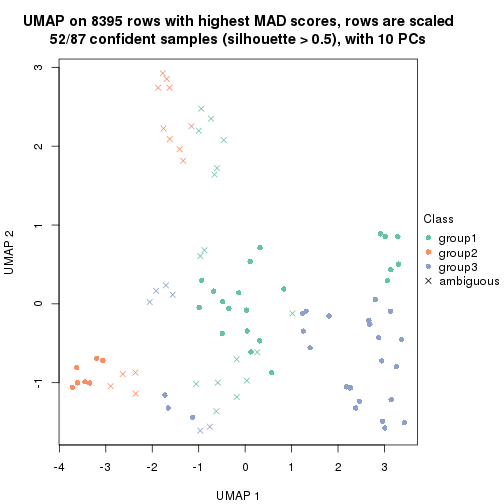 UMAP on 8395 rows with highest MAD scores, rows are scaled
52/87 confident samples (silhouette > 0.5), with 10 PCs
3
2
1
0
-1
UMAP 2
-4 -3 -2 -1 0 1 2 3
UMAP 1
Class
group1
group2
group3
ambiguous